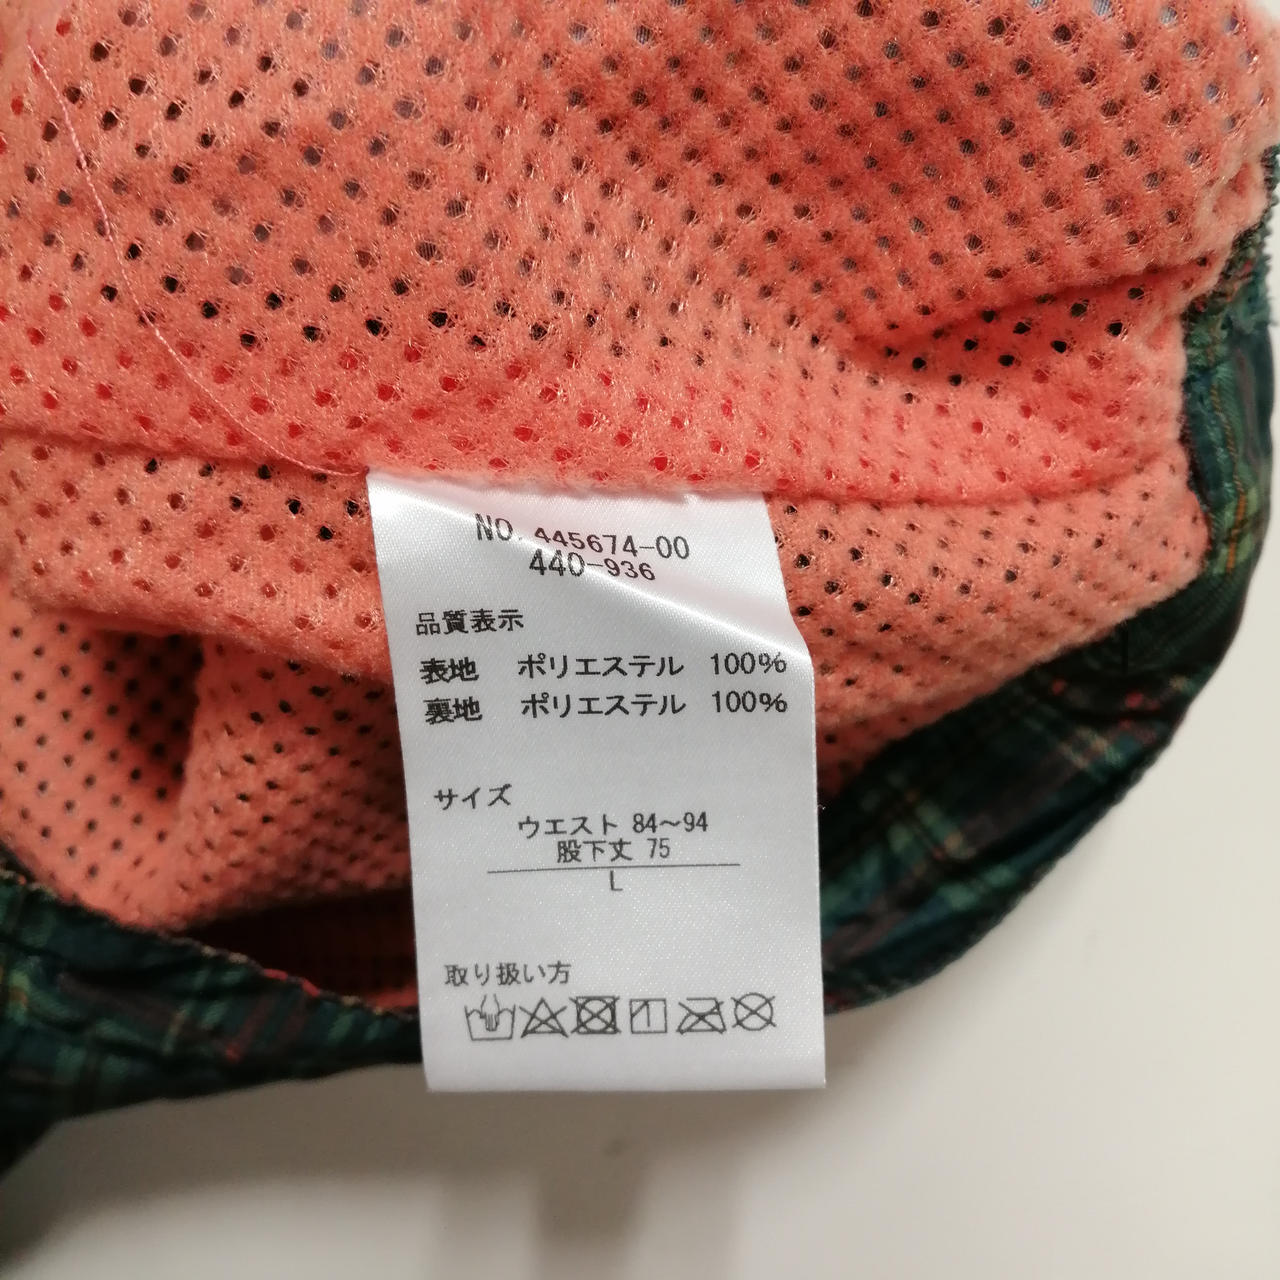 NO. 445674-00
440-936
品質表示
表地 ポリエステル 100%
裏地 ポリエステル 100%
サイズ
ウエスト 84～94
股下丈 75
L
取り扱い方